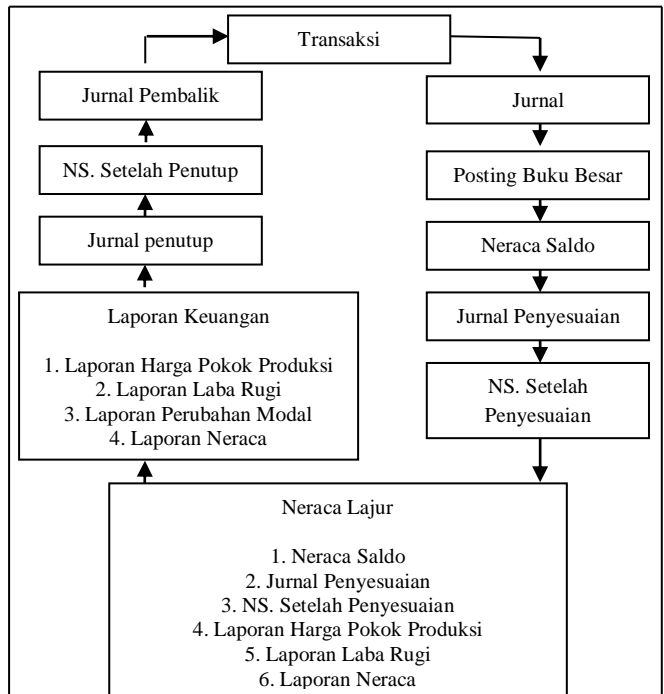 Transaksi
Jurnal
Posting Buku Besar
Neraca Saldo
Jurnal Penyesuaian
NS. Setelah
Penyesuaian
Neraca Lajur
1. Neraca Saldo
2. Jurnal Penyesuaian
3. NS. Setelah Penyesuaian
4. Laporan Harga Pokok Produksi
5. Laporan Laba Rugi
6. Laporan Neraca
Laporan Keuangan
1. Laporan Harga Pokok Produksi
2. Laporan Laba Rugi
3. Laporan Perubahan Modal
4. Laporan Neraca
Jurnal penutup
NS. Setelah Penutup
Jurnal Pembalik